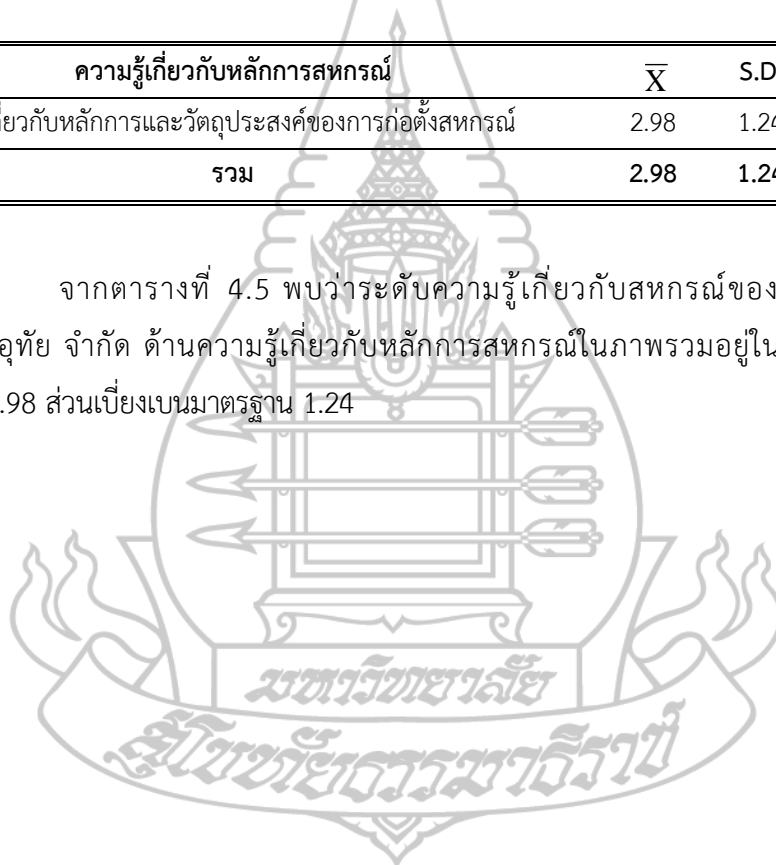 ความรู้เกี่ยวกับหลักการสหกรณ์ X̅ S.D
กี่ยวกับหลักการและวัตถุประสงค์ของการก่อตั้งสหกรณ์ 2.98 1.24
รวม 2.98 1.24
จากตารางที่ 4.5 พบว่าระดับความรู้เกี่ยวกับสหกรณ์ของ
อุทัย จำกัด ด้านความรู้เกี่ยวกับหลักการสหกรณ์ในภาพรวมอยู่ใน
.98 ส่วนเบี่ยงเบนมาตรฐาน 1.24
มหาวิทยาลัย
สุโขทัยธรรมาธิราช